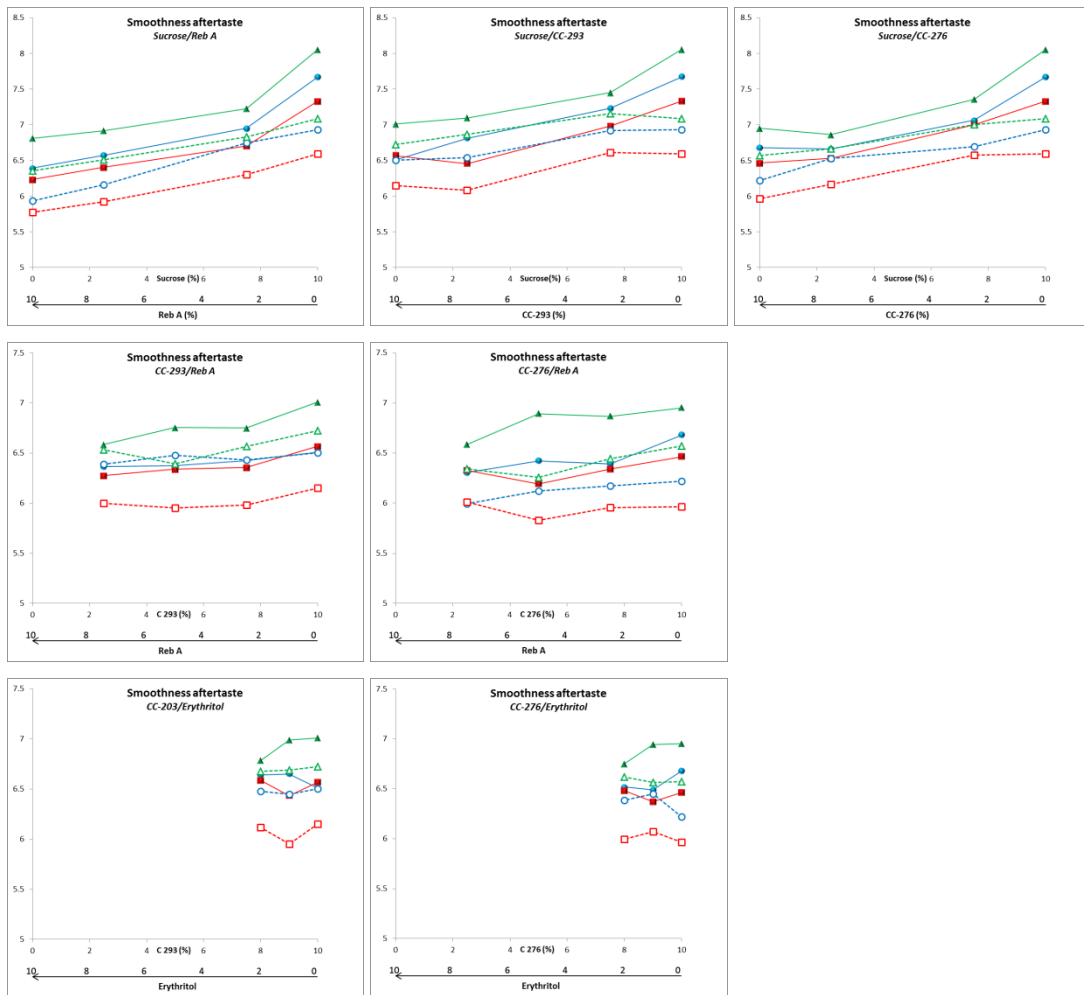 Smoothness aftertaste
Sucrose/Reb A
8.5
8
7.5
7
6.5
6
5.5
5
0 2 4 6 8 10
Sucrose (%)
10 8 6 4 2 0
Reb A (%)
Smoothness aftertaste
Sucrose/CC-293
8.5
8
7.5
7
6.5
6
5.5
5
0 2 4 6 8 10
Sucrose(%)
10 8 6 4 2 0
CC-293 (%)
Smoothness aftertaste
Sucrose/CC-276
8.5
8
7.5
7
6.5
6
5.5
5
0 2 4 6 8 10
Sucrose (%)
10 8 6 4 2 0
CC-276 (%)
Smoothness aftertaste
CC-293/Reb A
7.5
7
6.5
6
5.5
5
0 2 4 6 8 10
C 293 (%)
10 8 6 4 2 0
Reb A
Smoothness aftertaste
CC-276/Reb A
7.5
7
6.5
6
5.5
5
0 2 4 6 8 10
C 276 (%)
10 8 6 4 2 0
Reb A
Smoothness aftertaste
CC-203/Erythritol
7.5
7
6.5
6
5.5
5
0 2 4 6 8 10
C 293 (%)
10 8 6 4 2 0
Erythritol
Smoothness aftertaste
CC-276/Erythritol
7.5
7
6.5
6
5.5
5
0 2 4 6 8 10
C 276 (%)
10 8 6 4 2 0
Erythritol